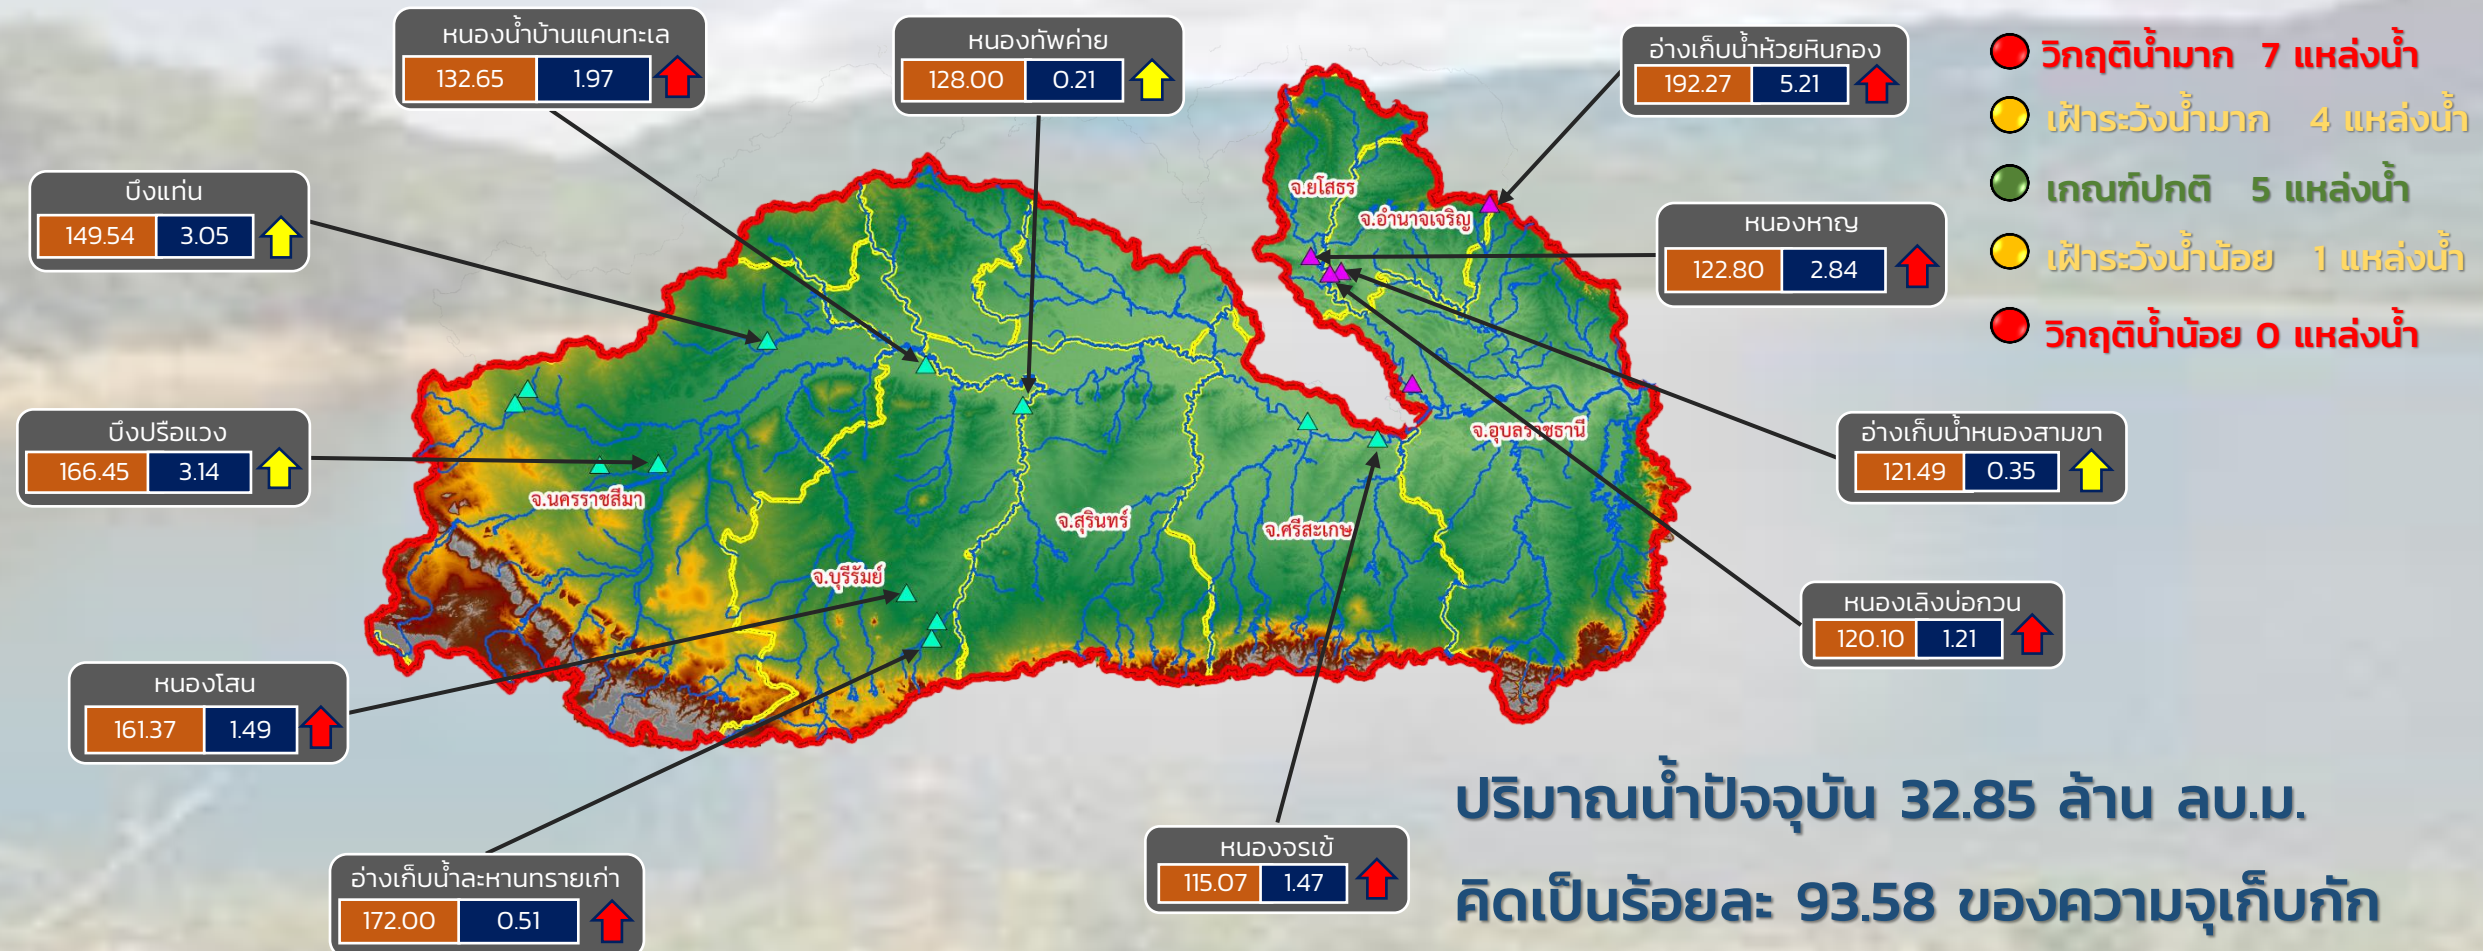 หนองน้ำบ้านแคนทะเล
132.65 1.97
หนองทัพค่าย
128.00 0.21
อ่างเก็บน้ำห้วยหินกอง
192.27 5.21
วิกฤติน้ำมาก 7 แหล่งน้ำ
เฝ้าระวังน้ำมาก 4 แหล่งน้ำ
เกณฑ์ปกติ 5 แหล่งน้ำ
เฝ้าระวังน้ำน้อย 1 แหล่งน้ำ
วิกฤติน้ำน้อย 0 แหล่งน้ำ
บึงแท่น
149.54 3.05
จ.ยโสธร
จ.อำนาจเจริญ
หนองหาญ
122.80 2.84
บึงปรือแวง
166.45 3.14
จ.นครราชสีมา
จ.สุรินทร์
จ.ศรีสะเกษ
จ.อุบลราชธานี
จ.บุรีรัมย์
อ่างเก็บน้ำหนองสามขา
121.49 0.35
หนองเลิงบ่อกวน
120.10 1.21
หนองโสน
161.37 1.49
อ่างเก็บน้ำละหานทรายเก่า
172.00 0.51
หนองจรเข้
115.07 1.47
ปริมาณน้ำปัจจุบัน 32.85 ล้าน ลบ.ม.
คิดเป็นร้อยละ 93.58 ของความจุเก็บกัก